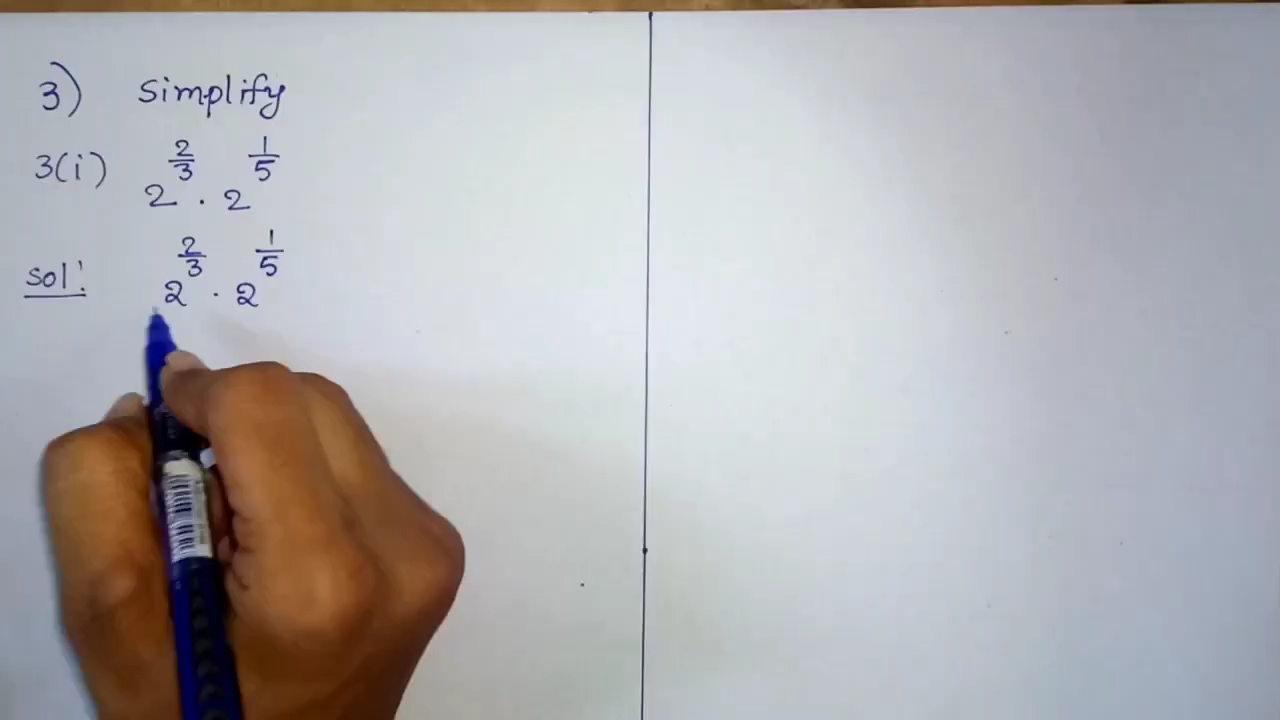 3) Simplify
3(i) 2^{2/3} . 2^{1/5}
Sol! 2^{2/3} . 2^{1/5}